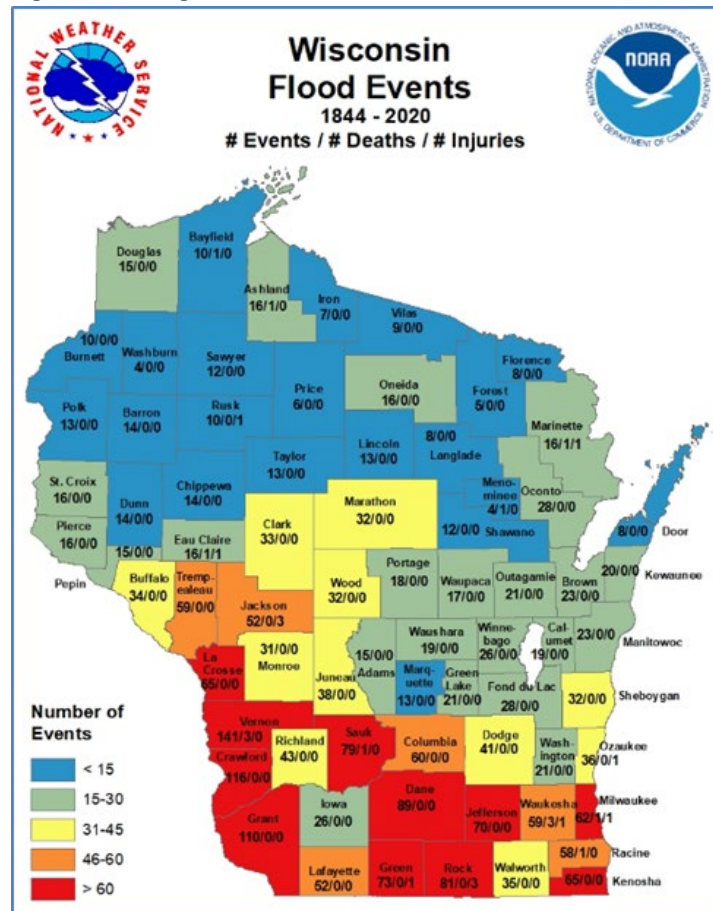 NATIONAL WEATHER SERVICE
Wisconsin
Flood Events
1844 - 2020
# Events / # Deaths / # Injuries
NATIONAL OCEANIC AND ATMOSPHERIC ADMINISTRATION
NOAA
U.S. DEPARTMENT OF COMMERCE
Douglas
15/0/0
Bayfield
10/1/0
Ashland
16/1/0
Iron
7/0/0
Vilas
9/0/0
10/0/0
Burnett
Washburn
4/0/0
Sawyer
12/0/0
Price
6/0/0
Oneida
16/0/0
Forest
5/0/0
Florence
8/0/0
Marinette
16/1/1
Polk
13/0/0
Barron
14/0/0
Rusk
10/0/1
Taylor
13/0/0
Lincoln
13/0/0
8/0/0
Langlade
Meno-
minee
4/1/0
Oconto
28/0/0
St. Croix
16/0/0
Dunn
14/0/0
Chippewa
14/0/0
Clark
33/0/0
Marathon
32/0/0
12/0/0
Shawano
8/0/0
Door
Pierce
16/0/0
15/0/0
Pepin
Eau Claire
16/1/1
Buffalo
34/0/0
Tremp-
ealeau
59/0/0
Jackson
52/0/3
Wood
32/0/0
Portage
18/0/0
Waupaca
17/0/0
Outagamie
21/0/0
Brown
23/0/0
20/0/0
Kewaunee
La
Crosse
65/0/0
31/0/0
Monroe
Juneau
38/0/0
15/0/0
Adams
Waushara
19/0/0
Winne-
bago
26/0/0
Cal-
umet
19/0/0
23/0/0
Manitowoc
Marq-
uette
13/0/0
Green
Lake
21/0/0
Fond du Lac
28/0/0
32/0/0
Sheboygan
Vernon
141/3/0
Crawford
116/0/0
Richland
43/0/0
Sauk
79/1/0
Columbia
60/0/0
Dodge
41/0/0
Wash-
ington
21/0/0
Ozaukee
36/0/1
Grant
110/0/0
Iowa
26/0/0
Dane
89/0/0
Jefferson
70/0/0
Waukesha
59/3/1
Milwaukee
62/1/1
Lafayette
52/0/0
Green
73/0/1
Rock
81/0/3
Walworth
35/0/0
58/1/0
Racine
65/0/0
Kenosha
Number of
Events
< 15
15-30
31-45
46-60
> 60